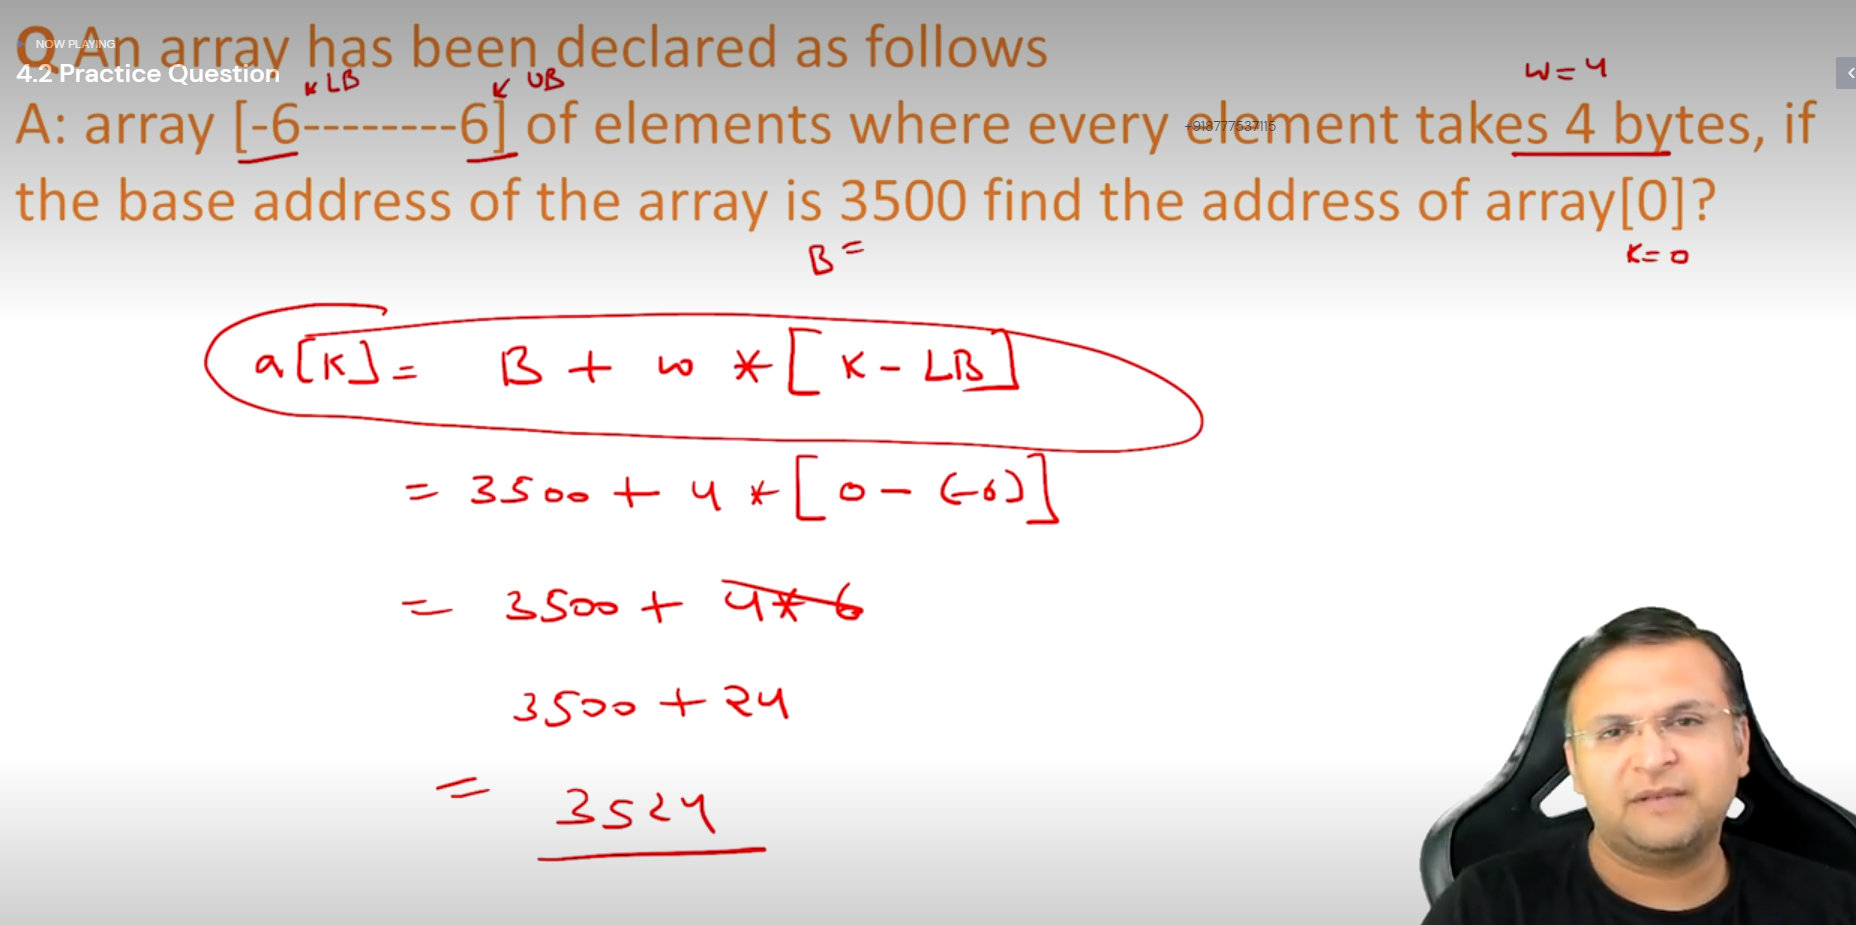 Q An array has been declared as follows
NOW PLAYING
4.2 Practice Question
LB
UB
W = 4
A: array [-6--------6] of elements where every element takes 4 bytes, if
+918777537115
the base address of the array is 3500 find the address of array[0]?
B =
K = 0
a[K] = B + w * [K - LB]
= 3500 + 4 * [0 - (-6)]
= 3500 + 4 * 6
3500 + 24
= 3524